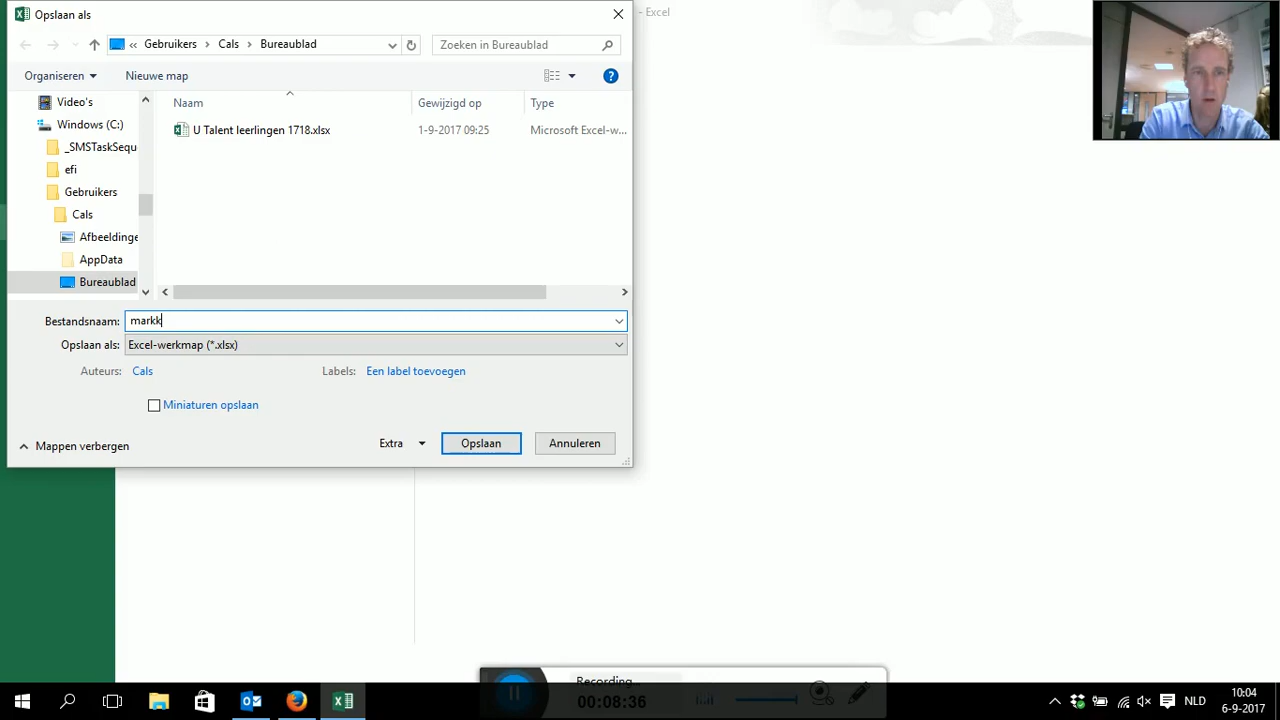 Opslaan als
- Excel
Gebruikers
Cals
Bureaublad
Zoeken in Bureaublad
Organiseren
Nieuwe map
Video's
Windows (C:)
_SMSTaskSequ
efi
Gebruikers
Cals
Afbeeldinge
AppData
Bureaublad
Naam
Gewijzigd op
Type
U Talent leerlingen 1718.xlsx
1-9-2017 09:25
Microsoft Excel-w...
Bestandsnaam: markk
Opslaan als: Excel-werkmap (*.xlsx)
Auteurs: Cals
Labels: Een label toevoegen
Miniaturen opslaan
Mappen verbergen
Extra
Opslaan
Annuleren
Recording...
00:08:36
NLD
10:04
6-9-2017